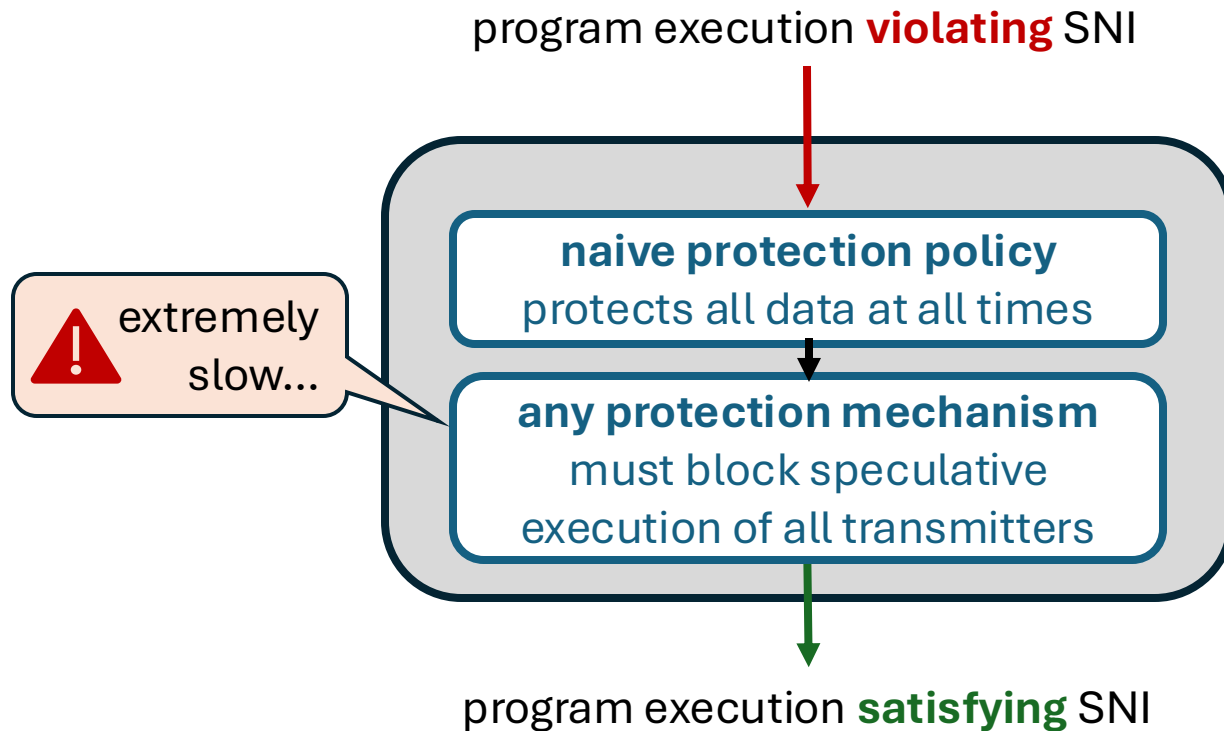 program execution violating SNI
naive protection policy
protects all data at all times
extremely
slow...
any protection mechanism
must block speculative
execution of all transmitters
program execution satisfying SNI